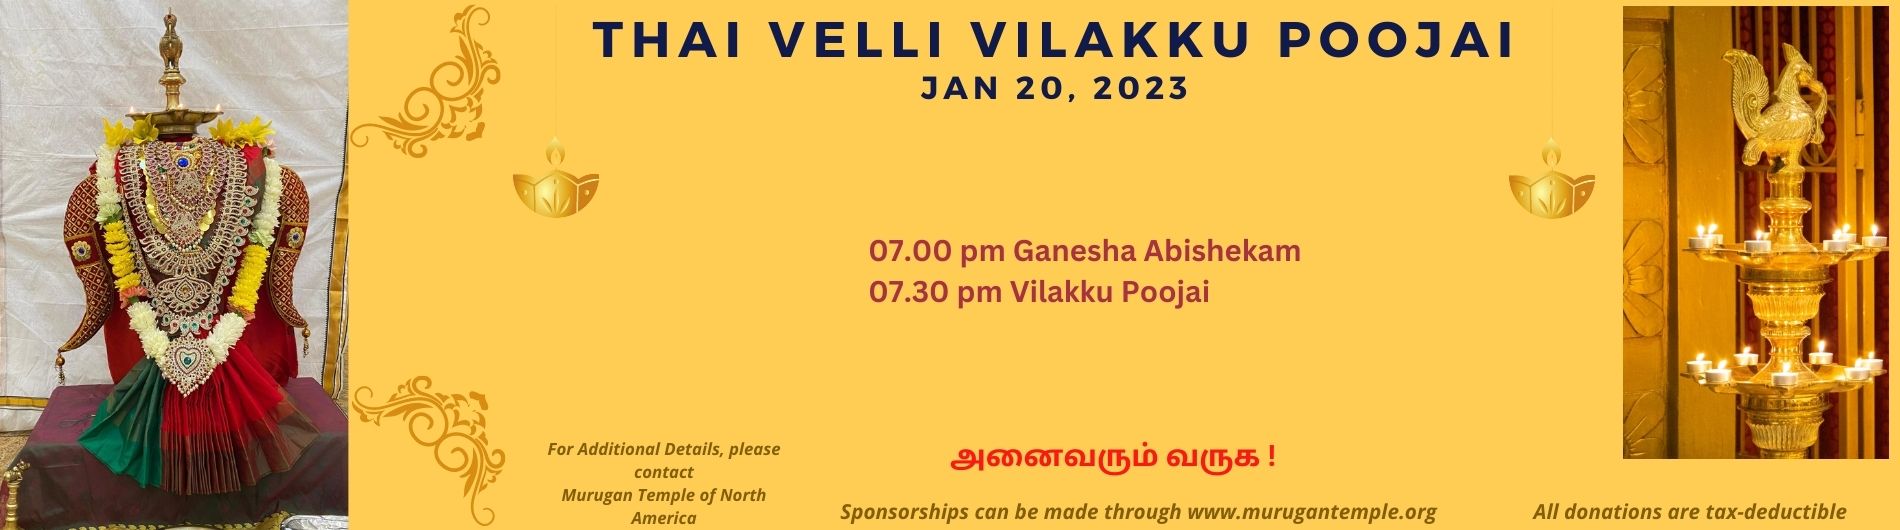 THAI VELLI VILAKKU POOJAI
JAN 20, 2023
07.00 pm Ganesha Abishekam
07.30 pm Vilakku Poojai
அனைவரும் வருக !
For Additional Details, please
contact
Murugan Temple of North
America
Sponsorships can be made through www.murugantemple.org
All donations are tax-deductible